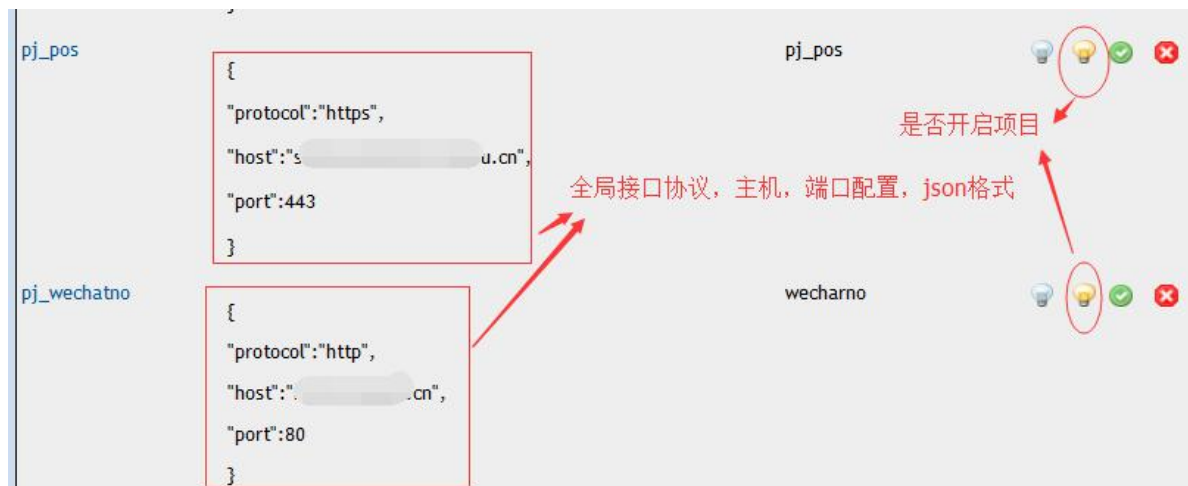 }
pj_pos
pj_pos
{
"protocol":"https",
"host":"s u.cn",
"port":443
}
是否开启项目
全局接口协议，主机，端口配置，json格式
pj_wechatno
wecharno
{
"protocol":"http",
"host":" cn",
"port":80
}